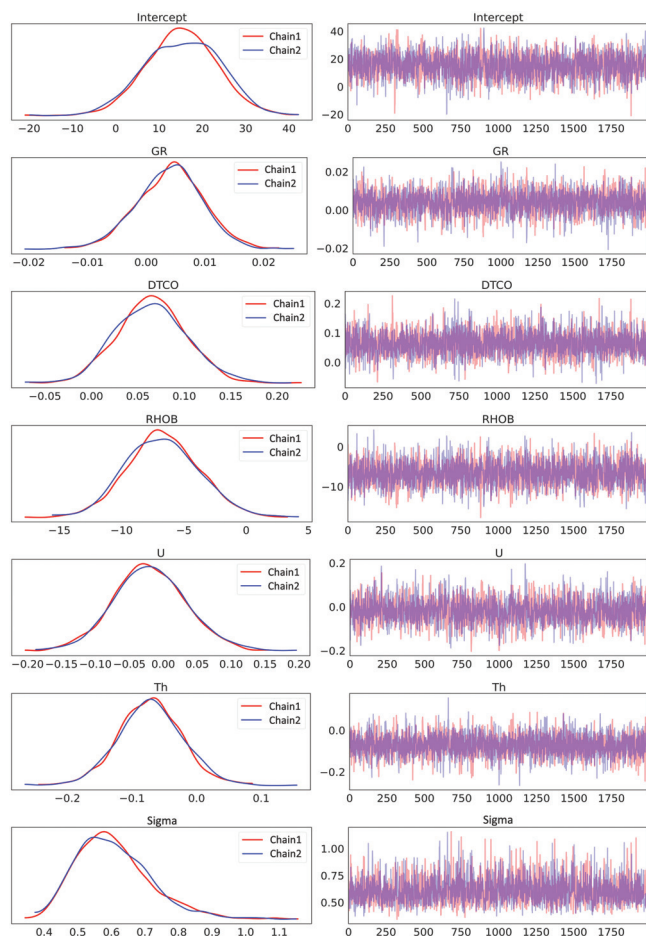 Intercept
Chain1
Chain2
−20 −10 0 10 20 30 40
Intercept
40
20
0
−20
0 250 500 750 1000 1250 1500 1750
GR
Chain1
Chain2
−0.02 −0.01 0.00 0.01 0.02
GR
0.02
0.00
−0.02
0 250 500 750 1000 1250 1500 1750
DTCO
Chain1
Chain2
−0.05 0.00 0.05 0.10 0.15 0.20
DTCO
0.2
0.1
0.0
0 250 500 750 1000 1250 1500 1750
RHOB
Chain1
Chain2
−15 −10 −5 0 5
RHOB
0
−10
0 250 500 750 1000 1250 1500 1750
U
Chain1
Chain2
−0.20 −0.15 −0.10 −0.05 0.00 0.05 0.10 0.15 0.20
U
0.2
0.0
−0.2
0 250 500 750 1000 1250 1500 1750
Th
Chain1
Chain2
−0.2 −0.1 0.0 0.1
Th
0.0
−0.2
0 250 500 750 1000 1250 1500 1750
Sigma
Chain1
Chain2
0.4 0.5 0.6 0.7 0.8 0.9 1.0 1.1
Sigma
1.00
0.75
0.50
0 250 500 750 1000 1250 1500 1750